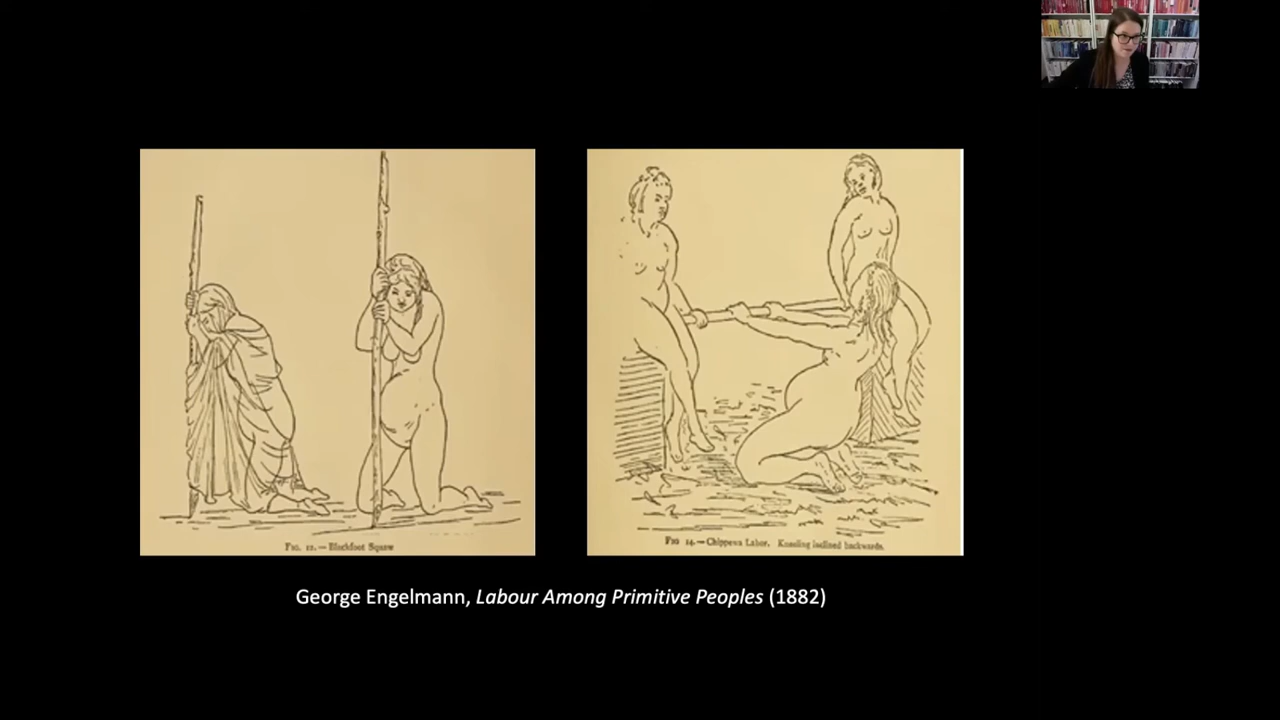 FIG. 12.—Blackfoot Squaw
FIG 14.—Chippewa Labor. Kneeling inclined backwards.
George Engelmann, Labour Among Primitive Peoples (1882)